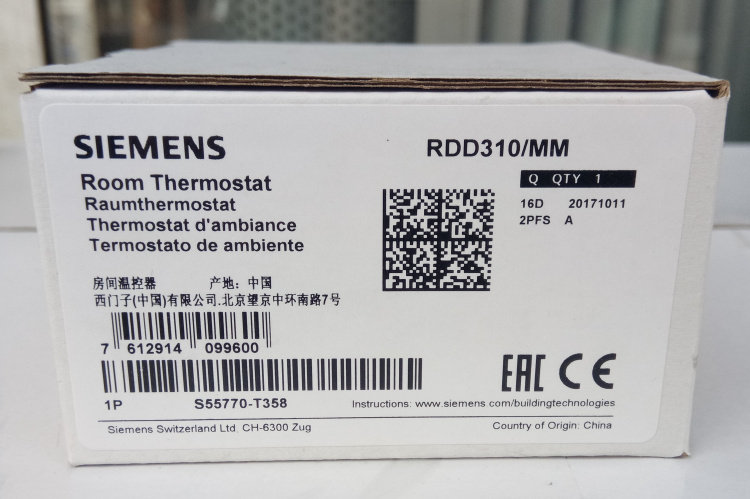 SIEMENS
RDD310/MM
Room Thermostat
Raumthermostat
Thermostat d'ambiance
Termostato de ambiente
Q QTY 1
16D 20171011
2PFS A
房间温控器 产地: 中国
西门子(中国)有限公司.北京望京中环南路7号
7 612914 099600
EAC CE
1P S55770-T358
Instructions: www.siemens.com/buildingtechnologies
Siemens Switzerland Ltd. CH-6300 Zug
Country of Origin: China